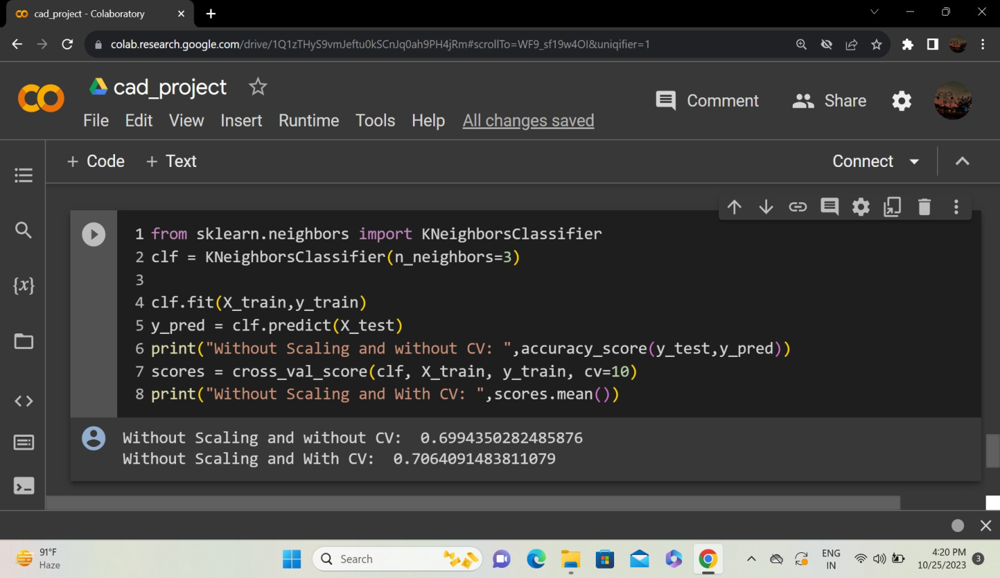 cad_project - Colaboratory
colab.research.google.com/drive/1Q1zTHyS9vmJeftu0kSCnJq0ah9PH4jRm#scrollTo=WF9_sf19w4OI&uniqifier=1
cad_project
Comment
Share
File Edit View Insert Runtime Tools Help All changes saved
+ Code + Text
Connect
1 from sklearn.neighbors import KNeighborsClassifier
2 clf = KNeighborsClassifier(n_neighbors=3)
3
4 clf.fit(X_train,y_train)
5 y_pred = clf.predict(X_test)
6 print("Without Scaling and without CV: ",accuracy_score(y_test,y_pred))
7 scores = cross_val_score(clf, X_train, y_train, cv=10)
8 print("Without Scaling and With CV: ",scores.mean())
Without Scaling and without CV:  0.6994350282485876
Without Scaling and With CV:  0.7064091483811079
{x}
91°F
Haze
Search
ENG
IN
4:20 PM
10/25/2023
3